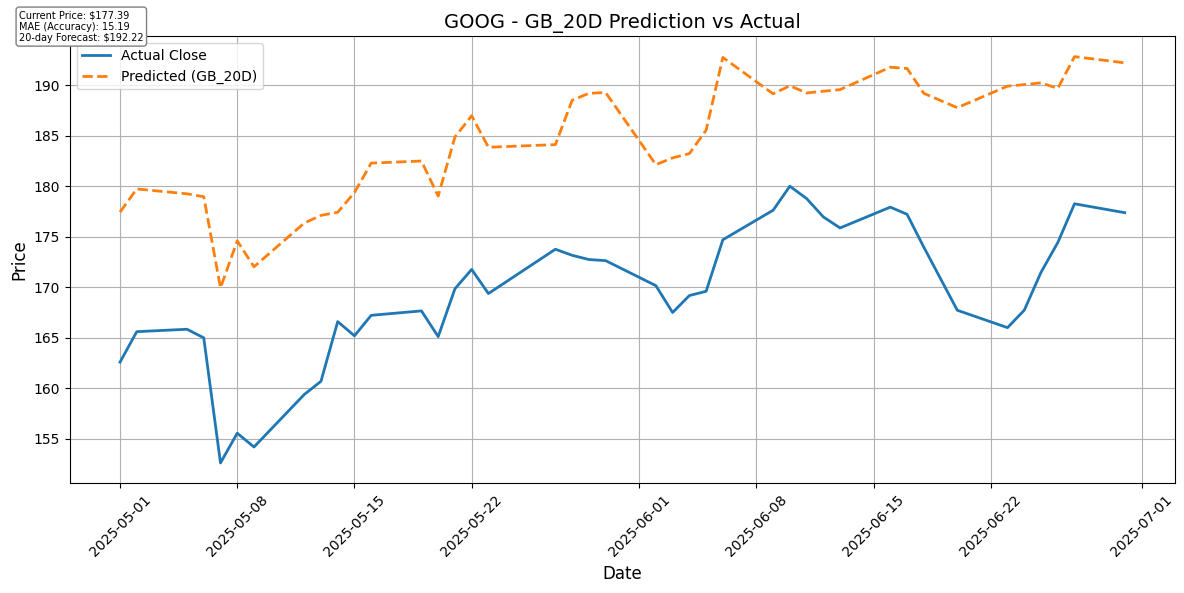 GOOG - GB_20D Prediction vs Actual
Current Price: $177.39
MAE (Accuracy): 15.19
20-day Forecast: $192.22
Actual Close
Predicted (GB_20D)
Price
190
185
180
175
170
165
160
155
2025-05-01
2025-05-08
2025-05-15
2025-05-22
2025-06-01
2025-06-08
2025-06-15
2025-06-22
2025-07-01
Date